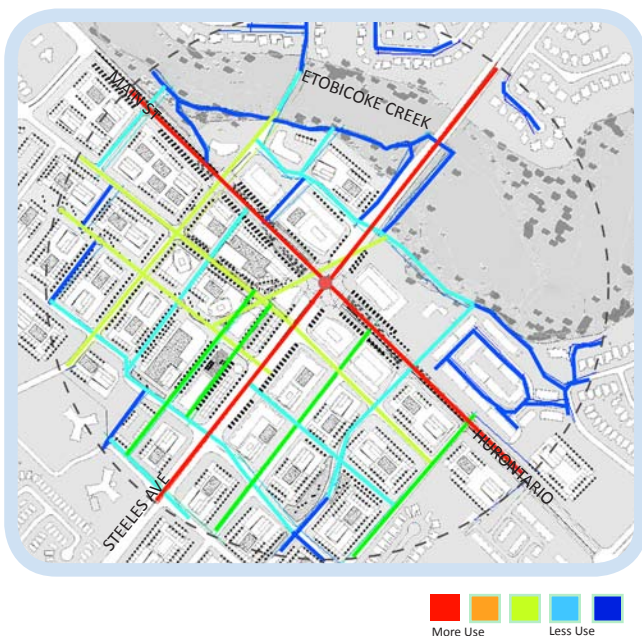 MAIN ST.
ETOBICOKE CREEK
HURONTARIO
STEELES AVE
More Use
Less Use